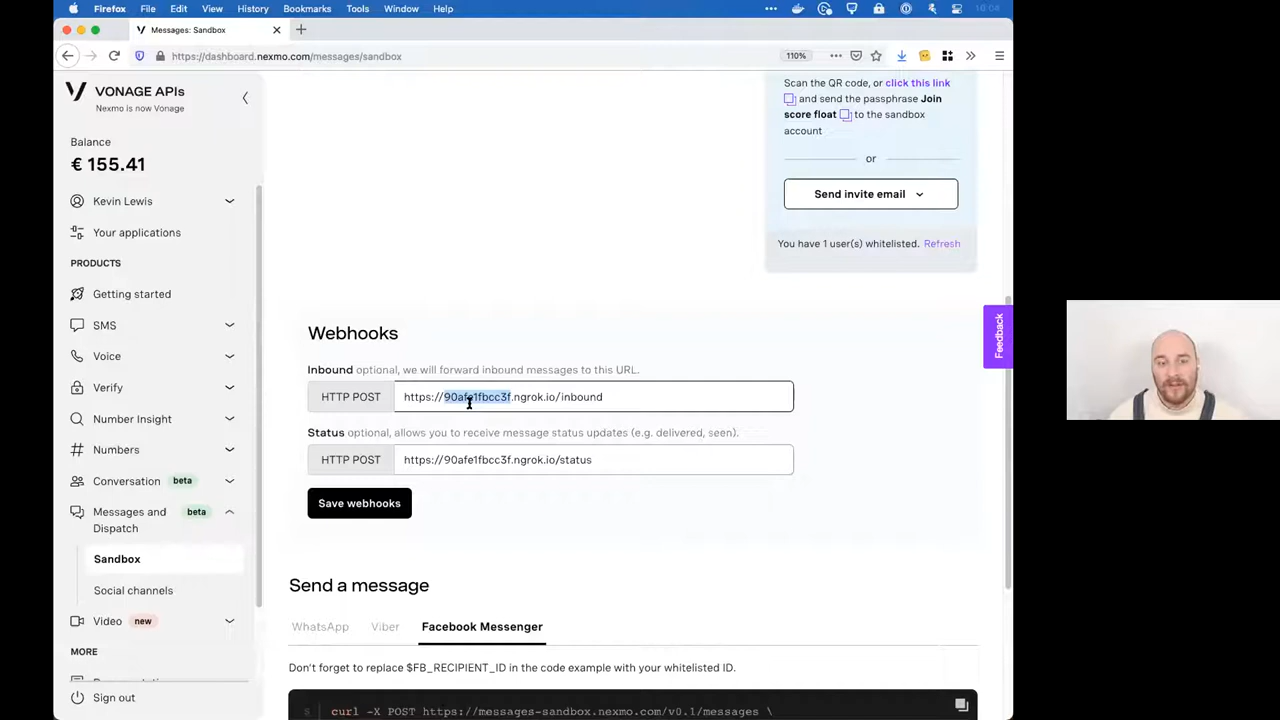 Firefox File Edit View History Bookmarks Tools Window Help 10:04
Messages: Sandbox
https://dashboard.nexmo.com/messages/sandbox 110%
VONAGE APIs
Nexmo is now Vonage
Balance
€ 155.41
Kevin Lewis
Your applications
PRODUCTS
Getting started
SMS
Voice
Verify
Number Insight
Numbers
Conversation beta
Messages and Dispatch beta
Sandbox
Social channels
Video new
MORE
Sign out
Scan the QR code, or click this link
and send the passphrase Join
score float to the sandbox
account
or
Send invite email
You have 1 user(s) whitelisted. Refresh
Feedback
Webhooks
Inbound optional, we will forward inbound messages to this URL.
HTTP POST https://90afe1fbcc3f.ngrok.io/inbound
Status optional, allows you to receive message status updates (e.g. delivered, seen).
HTTP POST https://90afe1fbcc3f.ngrok.io/status
Save webhooks
Send a message
WhatsApp Viber Facebook Messenger
Don't forget to replace $FB_RECIPIENT_ID in the code example with your whitelisted ID.
$ curl -X POST https://messages-sandbox.nexmo.com/v0.1/messages \